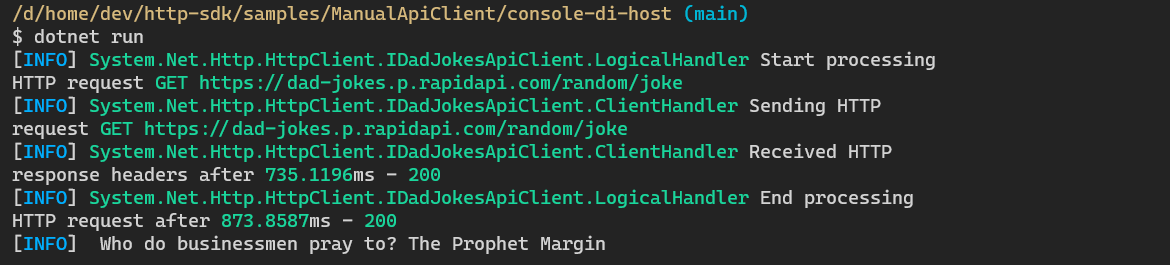 /d/home/dev/http-sdk/samples/ManualApiClient/console-di-host (main)
$ dotnet run
[INFO] System.Net.Http.HttpClient.IDadJokesApiClient.LogicalHandler Start processing
HTTP request GET https://dad-jokes.p.rapidapi.com/random/joke
[INFO] System.Net.Http.HttpClient.IDadJokesApiClient.ClientHandler Sending HTTP
request GET https://dad-jokes.p.rapidapi.com/random/joke
[INFO] System.Net.Http.HttpClient.IDadJokesApiClient.ClientHandler Received HTTP
response headers after 735.1196ms - 200
[INFO] System.Net.Http.HttpClient.IDadJokesApiClient.LogicalHandler End processing
HTTP request after 873.8587ms - 200
[INFO]  Who do businessmen pray to? The Prophet Margin